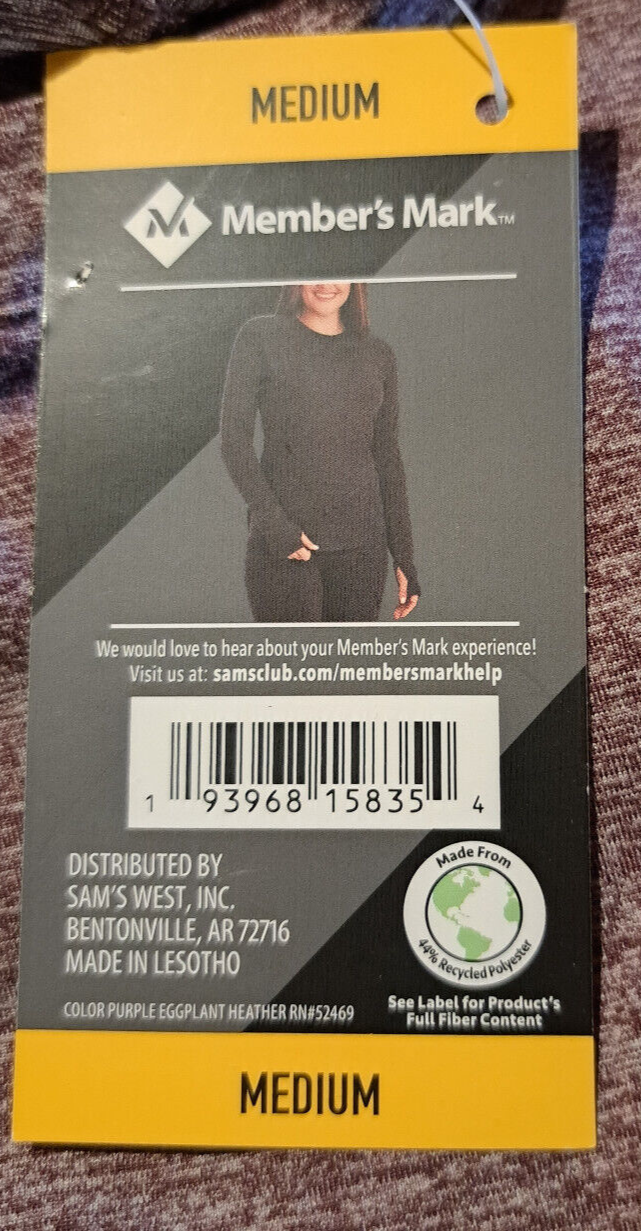 MEDIUM
Member's Mark™
We would love to hear about your Member's Mark experience!
Visit us at: samsclub.com/membersmarkhelp
1 93968 15835 4
DISTRIBUTED BY
SAM'S WEST, INC.
BENTONVILLE, AR 72716
MADE IN LESOTHO
COLOR PURPLE EGGPLANT HEATHER RN#52469
Made From
44% Recycled Polyester
See Label for Product's
Full Fiber Content
MEDIUM